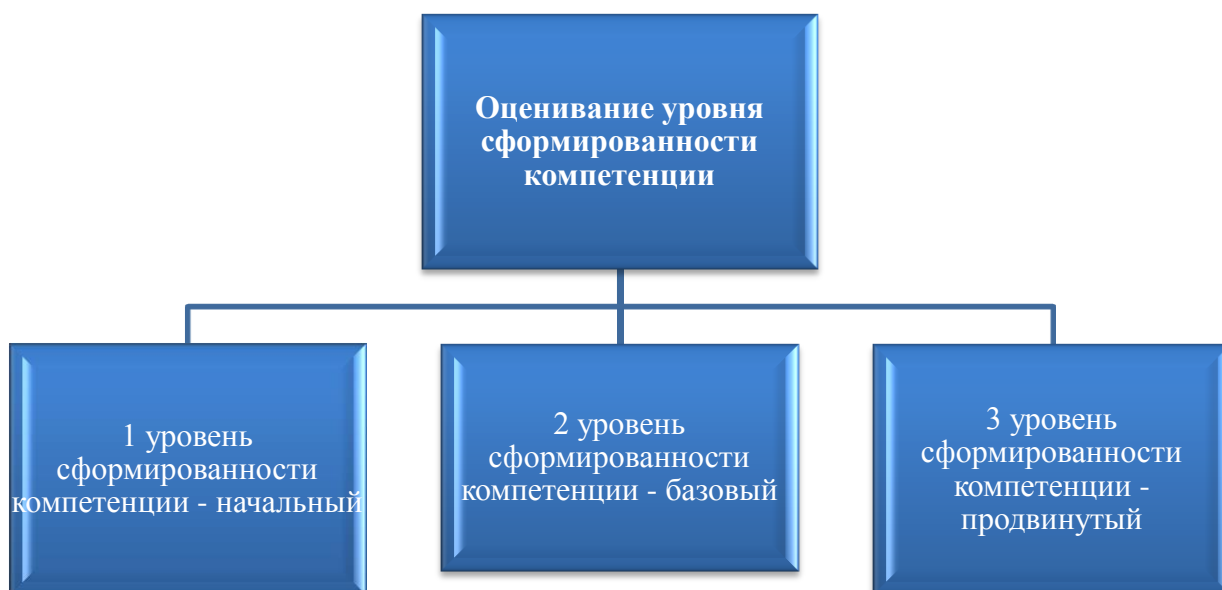 Оценивание уровня
сформированности
компетенции
1 уровень
сформированности
компетенции - начальный
2 уровень
сформированности
компетенции - базовый
3 уровень
сформированности
компетенции -
продвинутый